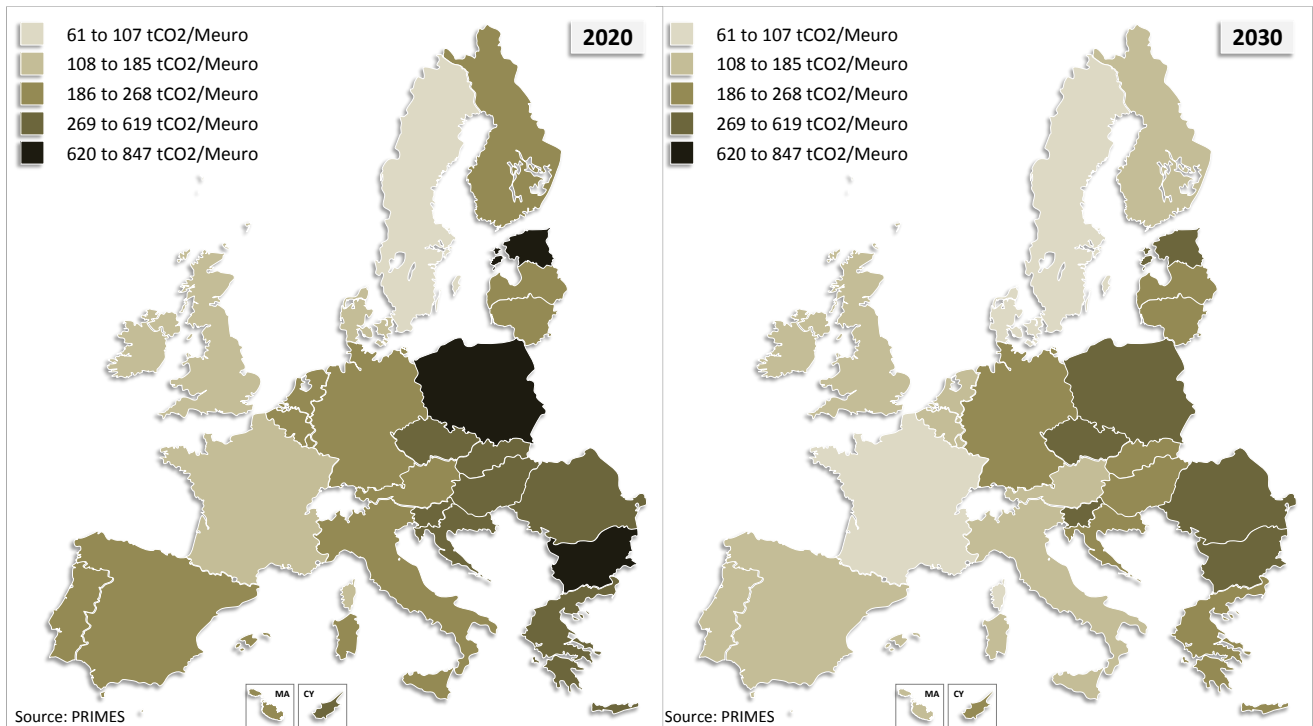 2020
61 to 107 tCO2/Meuro
108 to 185 tCO2/Meuro
186 to 268 tCO2/Meuro
269 to 619 tCO2/Meuro
620 to 847 tCO2/Meuro
MA
CY
Source: PRIMES
2030
61 to 107 tCO2/Meuro
108 to 185 tCO2/Meuro
186 to 268 tCO2/Meuro
269 to 619 tCO2/Meuro
620 to 847 tCO2/Meuro
MA
CY
Source: PRIMES